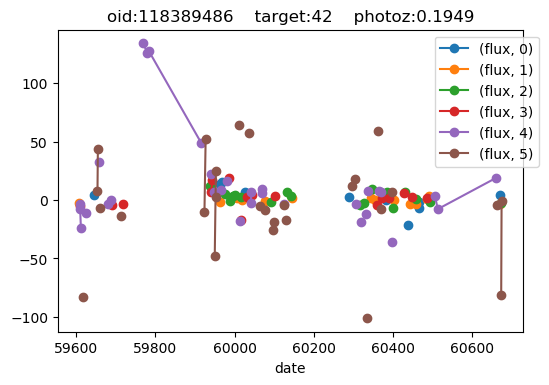 oid:118389486    target:42    photoz:0.1949
(flux, 0)
(flux, 1)
(flux, 2)
(flux, 3)
(flux, 4)
(flux, 5)
100
50
0
−50
−100
59600 59800 60000 60200 60400 60600
date